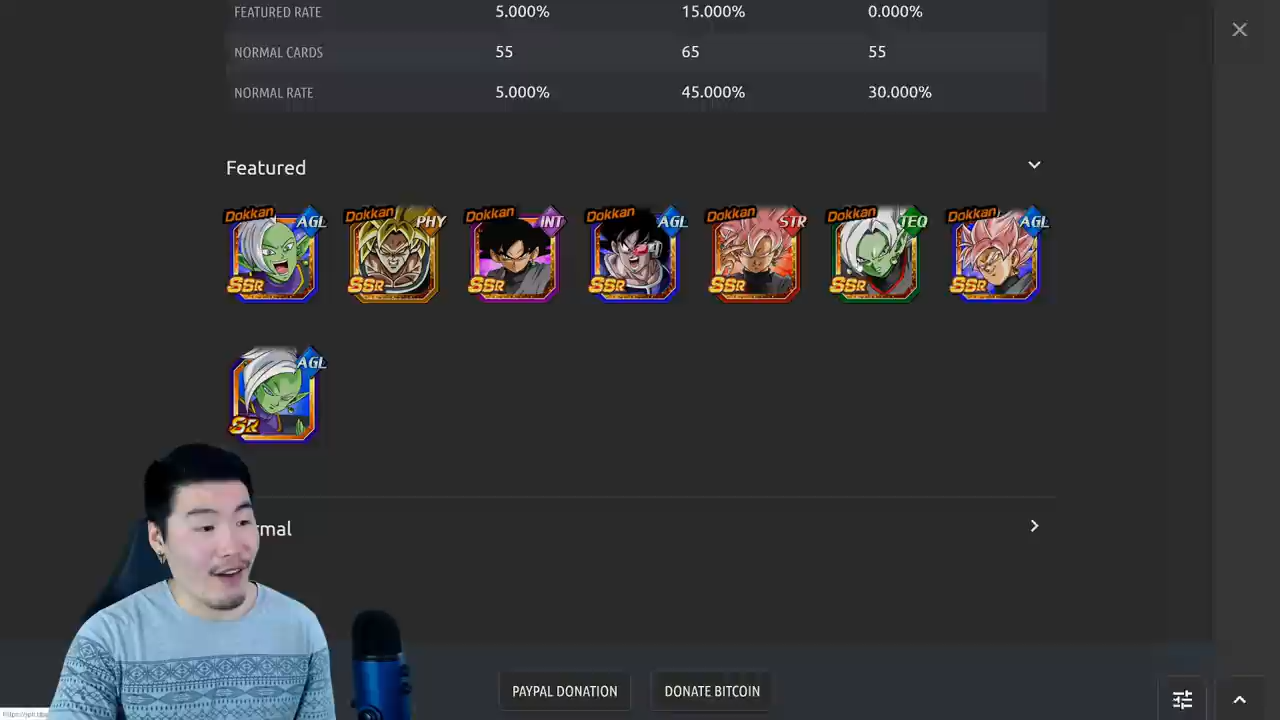 FEATURED RATE 5.000% 15.000% 0.000%
NORMAL CARDS 55 65 55
NORMAL RATE 5.000% 45.000% 30.000%
Featured
Dokkan AGL Dokkan PHY Dokkan INT Dokkan AGL Dokkan STR Dokkan TEQ Dokkan AGL
SSR SSR SSR SSR SSR SSR SSR
AGL
SR
rmal
PAYPAL DONATION DONATE BITCOIN